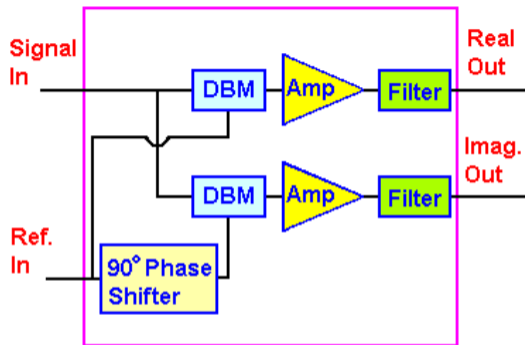 Signal
In
DBM
Amp
Filter
Real
Out
DBM
Amp
Filter
Imag.
Out
Ref.
In
90° Phase
Shifter